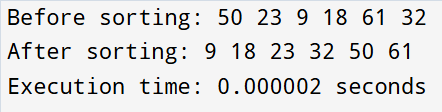 Before sorting: 50 23 9 18 61 32
After sorting: 9 18 23 32 50 61
Execution time: 0.000002 seconds